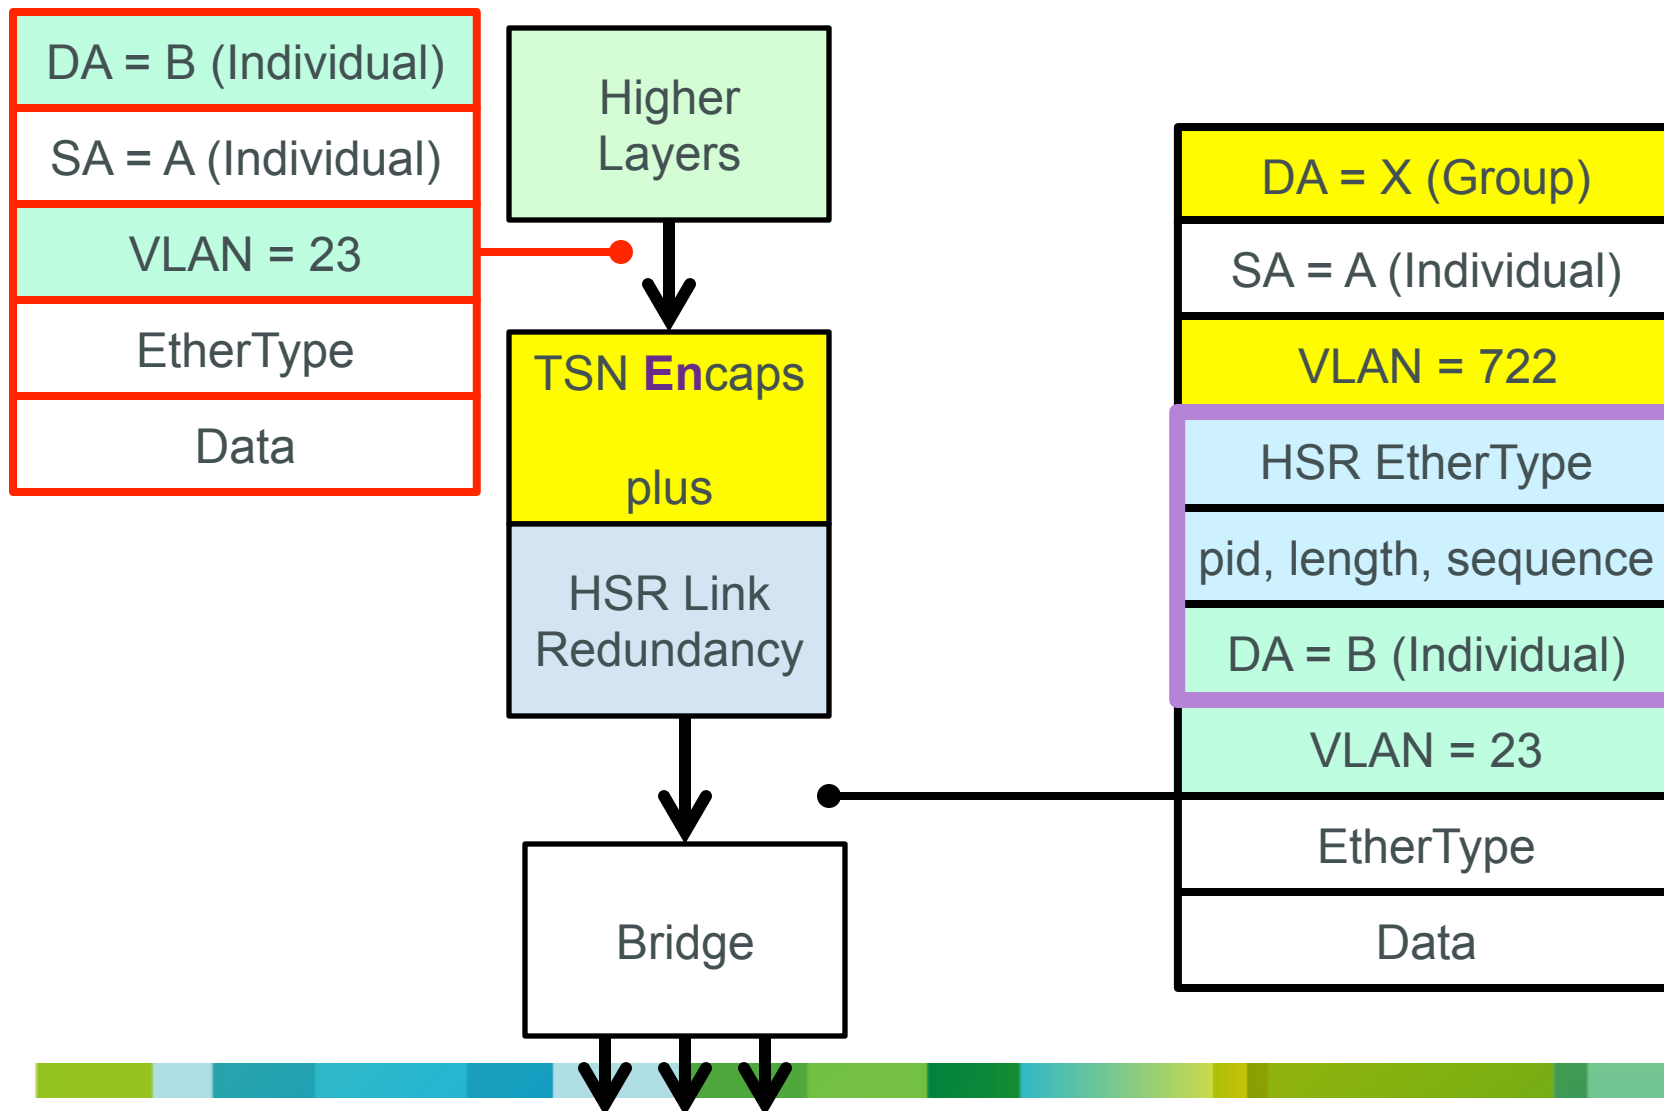 DA = B (Individual)
SA = A (Individual)
VLAN = 23
EtherType
Data
Higher
Layers
TSN Encaps
plus
HSR Link
Redundancy
Bridge
DA = X (Group)
SA = A (Individual)
VLAN = 722
HSR EtherType
pid, length, sequence
DA = B (Individual)
VLAN = 23
EtherType
Data